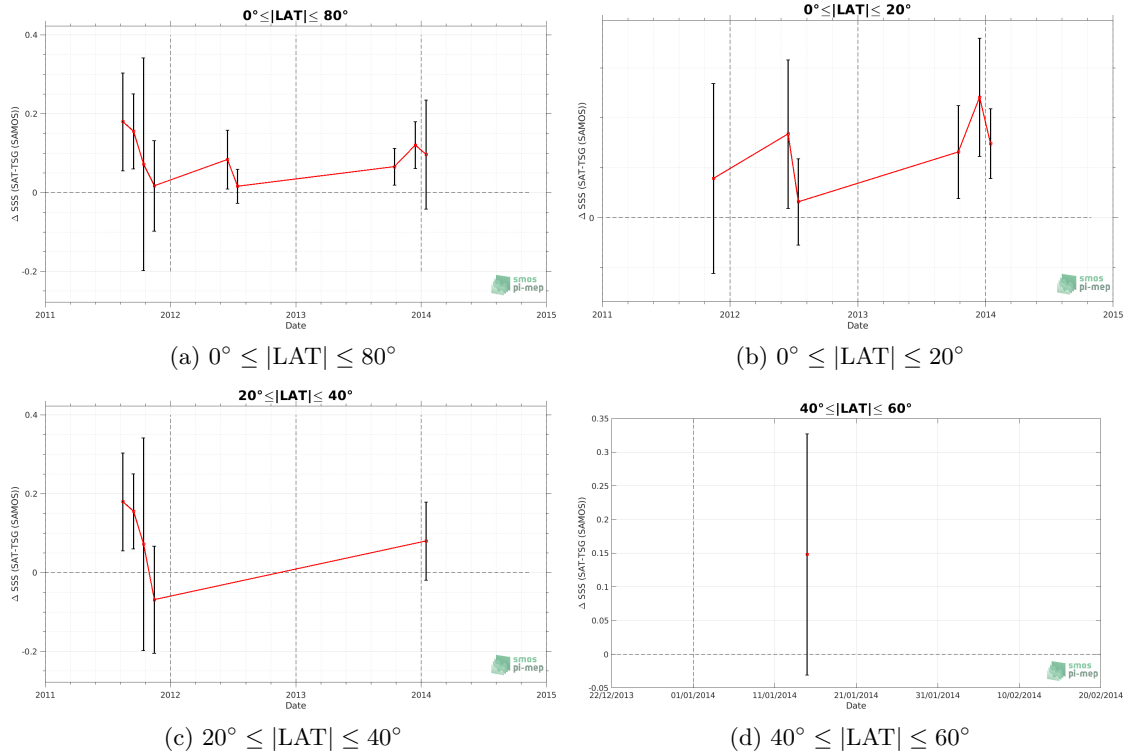 0°≤|LAT|≤ 80°
0.4
0.2
0
-0.2
Δ SSS (SAT-TSG (SAMOS))
2011 2012 2013 2014 2015
Date
smos
pi-mep
(a) 0° ≤ |LAT| ≤ 80°
0°≤|LAT|≤ 20°
0
Δ SSS (SAT-TSG (SAMOS))
2011 2012 2013 2014 2015
Date
smos
pi-mep
(b) 0° ≤ |LAT| ≤ 20°
20°≤|LAT|≤ 40°
0.4
0.2
0
-0.2
Δ SSS (SAT-TSG (SAMOS))
2011 2012 2013 2014 2015
Date
smos
pi-mep
(c) 20° ≤ |LAT| ≤ 40°
40°≤|LAT|≤ 60°
0.35
0.3
0.25
0.2
0.15
0.1
0.05
0
-0.05
Δ SSS (SAT-TSG (SAMOS))
22/12/2013 01/01/2014 11/01/2014 21/01/2014 31/01/2014 10/02/2014 20/02/2014
Date
smos
pi-mep
(d) 40° ≤ |LAT| ≤ 60°